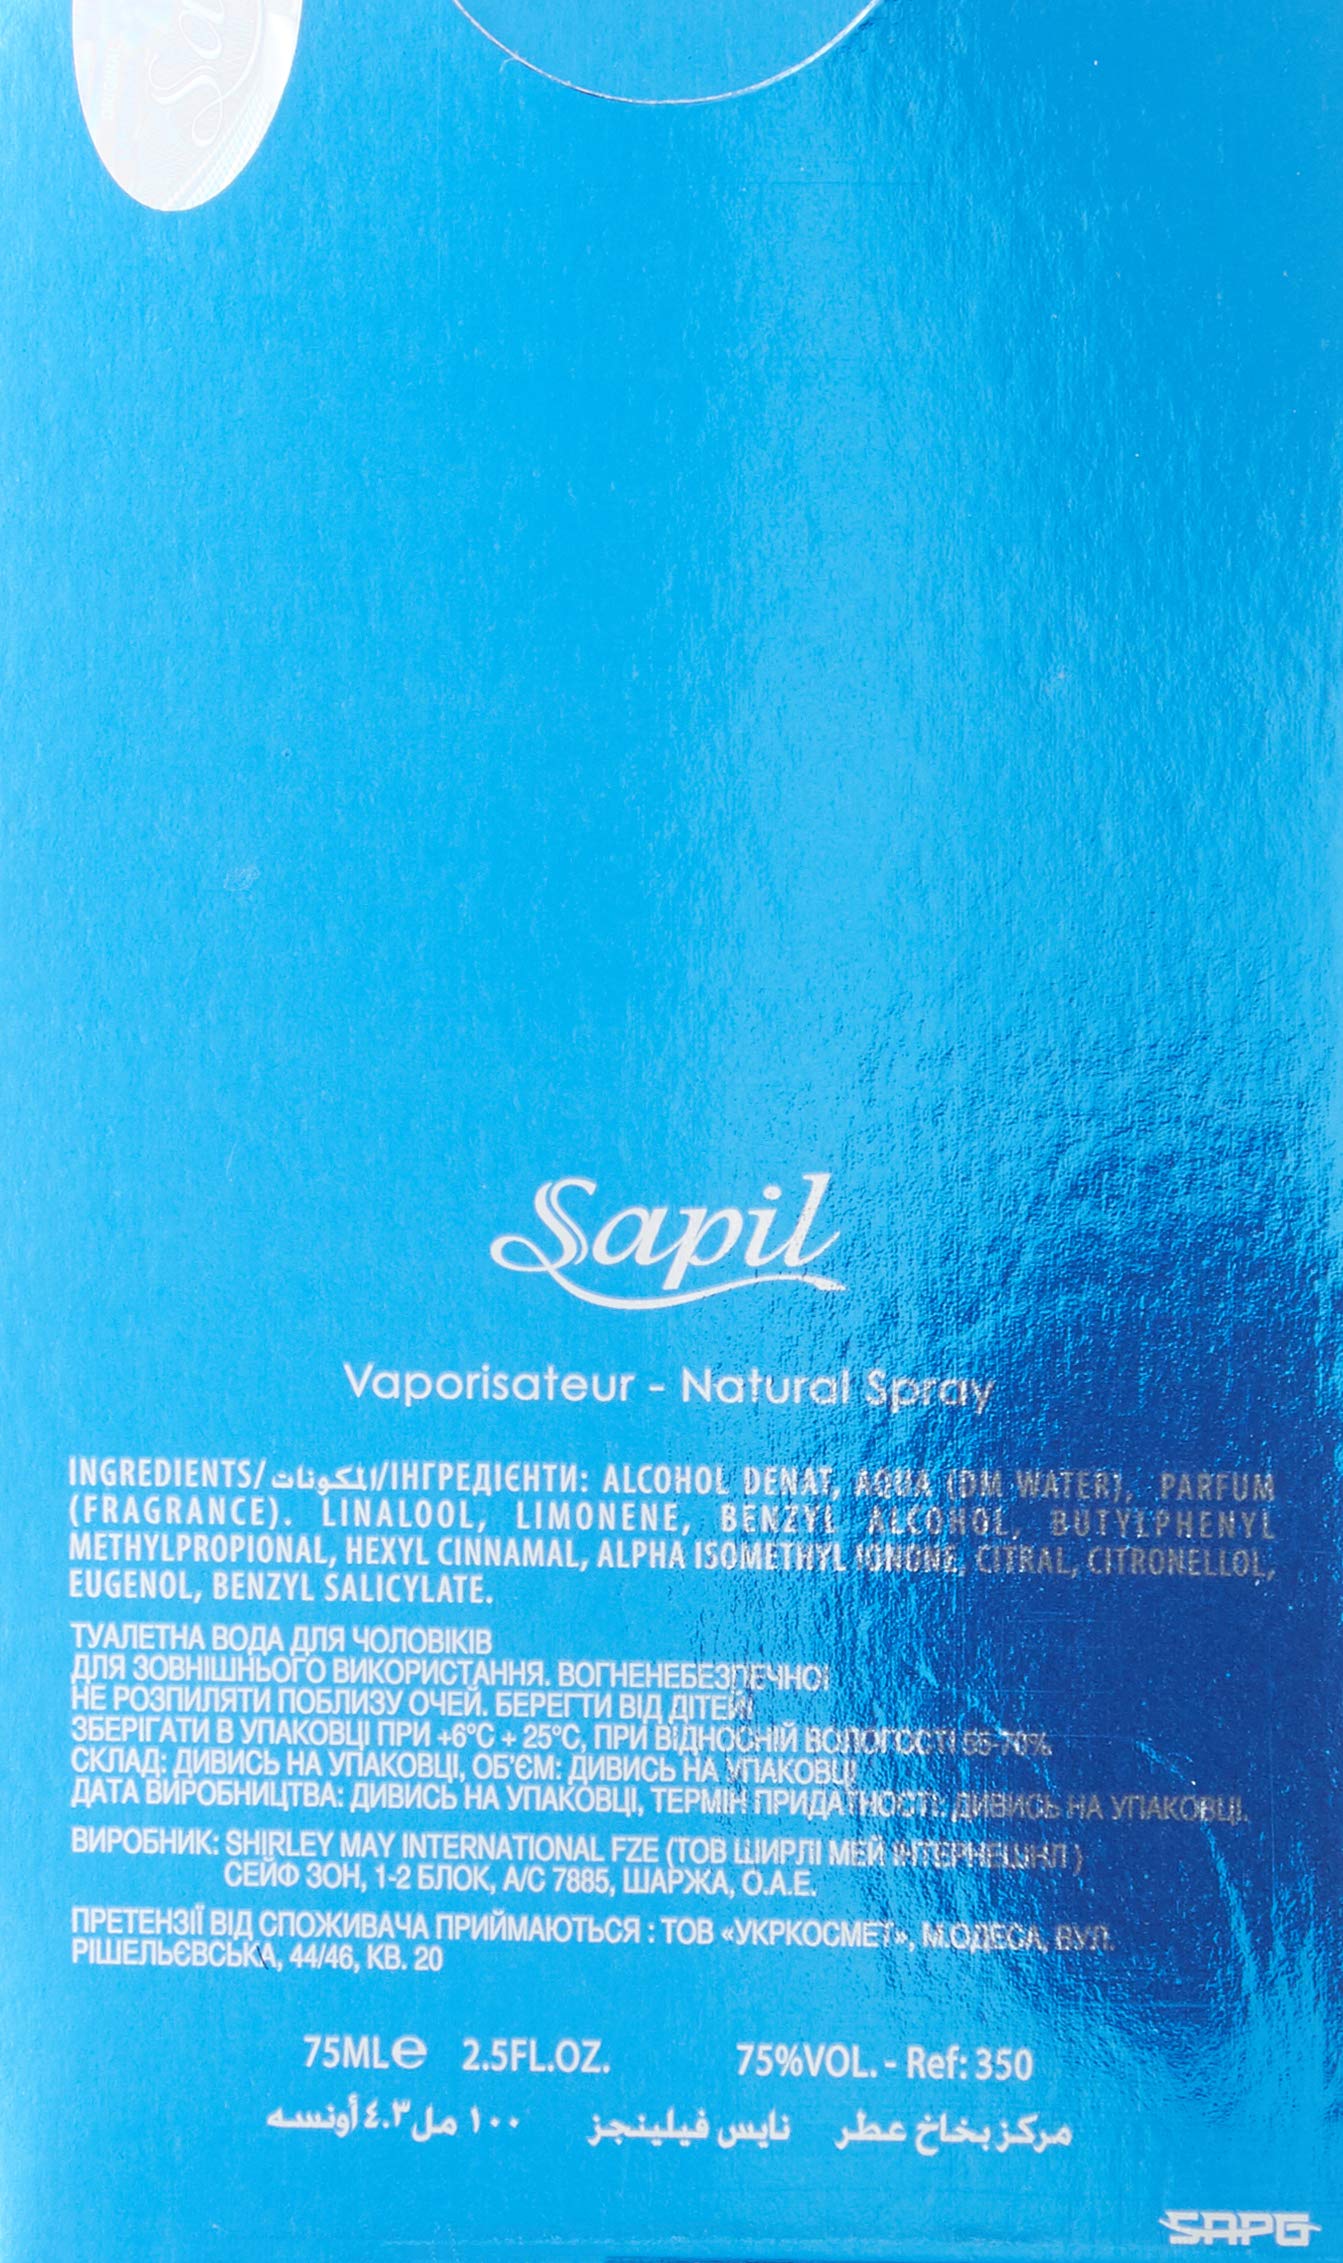 Sa
Sapil
Vaporisateur - Natural Spray
INGREDIENTS/المكونات/ІНГРЕДІЄНТИ: ALCOHOL DENAT, AQUA (DM WATER), PARFUM
(FRAGRANCE). LINALOOL, LIMONENE, BENZYL ALCOHOL, BUTYLPHENYL
METHYLPROPIONAL, HEXYL CINNAMAL, ALPHA ISOMETHYL IONONE, CITRAL, CITRONELLOL,
EUGENOL, BENZYL SALICYLATE.
ТУАЛЕТНА ВОДА ДЛЯ ЧОЛОВІКІВ
ДЛЯ ЗОВНІШНЬОГО ВИКОРИСТАННЯ. ВОГНЕНЕБЕЗПЕЧНО!
НЕ РОЗПИЛЯТИ ПОБЛИЗУ ОЧЕЙ. БЕРЕГТИ ВІД ДІТЕЙ!
ЗБЕРІГАТИ В УПАКОВЦІ ПРИ +6°C + 25°C, ПРИ ВІДНОСНІЙ ВОЛОГОСТІ 65-70%
СКЛАД: ДИВИСЬ НА УПАКОВЦІ, ОБ'ЄМ: ДИВИСЬ НА УПАКОВЦІ
ДАТА ВИРОБНИЦТВА: ДИВИСЬ НА УПАКОВЦІ, ТЕРМІН ПРИДАТНОСТІ: ДИВИСЬ НА УПАКОВЦІ.
ВИРОБНИК: SHIRLEY MAY INTERNATIONAL FZE (ТОВ ШИРЛІ МЕЙ ІНТЕРНЕШНЛ )
СЕЙФ ЗОН, 1-2 БЛОК, А/С 7885, ШАРЖА, О.А.Е.
ПРЕТЕНЗІЇ ВІД СПОЖИВАЧА ПРИЙМАЮТЬСЯ : ТОВ «УКРКОСМЕТ», М.ОДЕСА, ВУЛ.
РІШЕЛЬЄВСЬКА, 44/46, КВ. 20
75ML℮ 2.5FL.OZ. 75%VOL. - Ref: 350
مركز بخاخ عطر نايس فيلينجز ١٠٠ مل ٤.٣ أونسه
SAPG